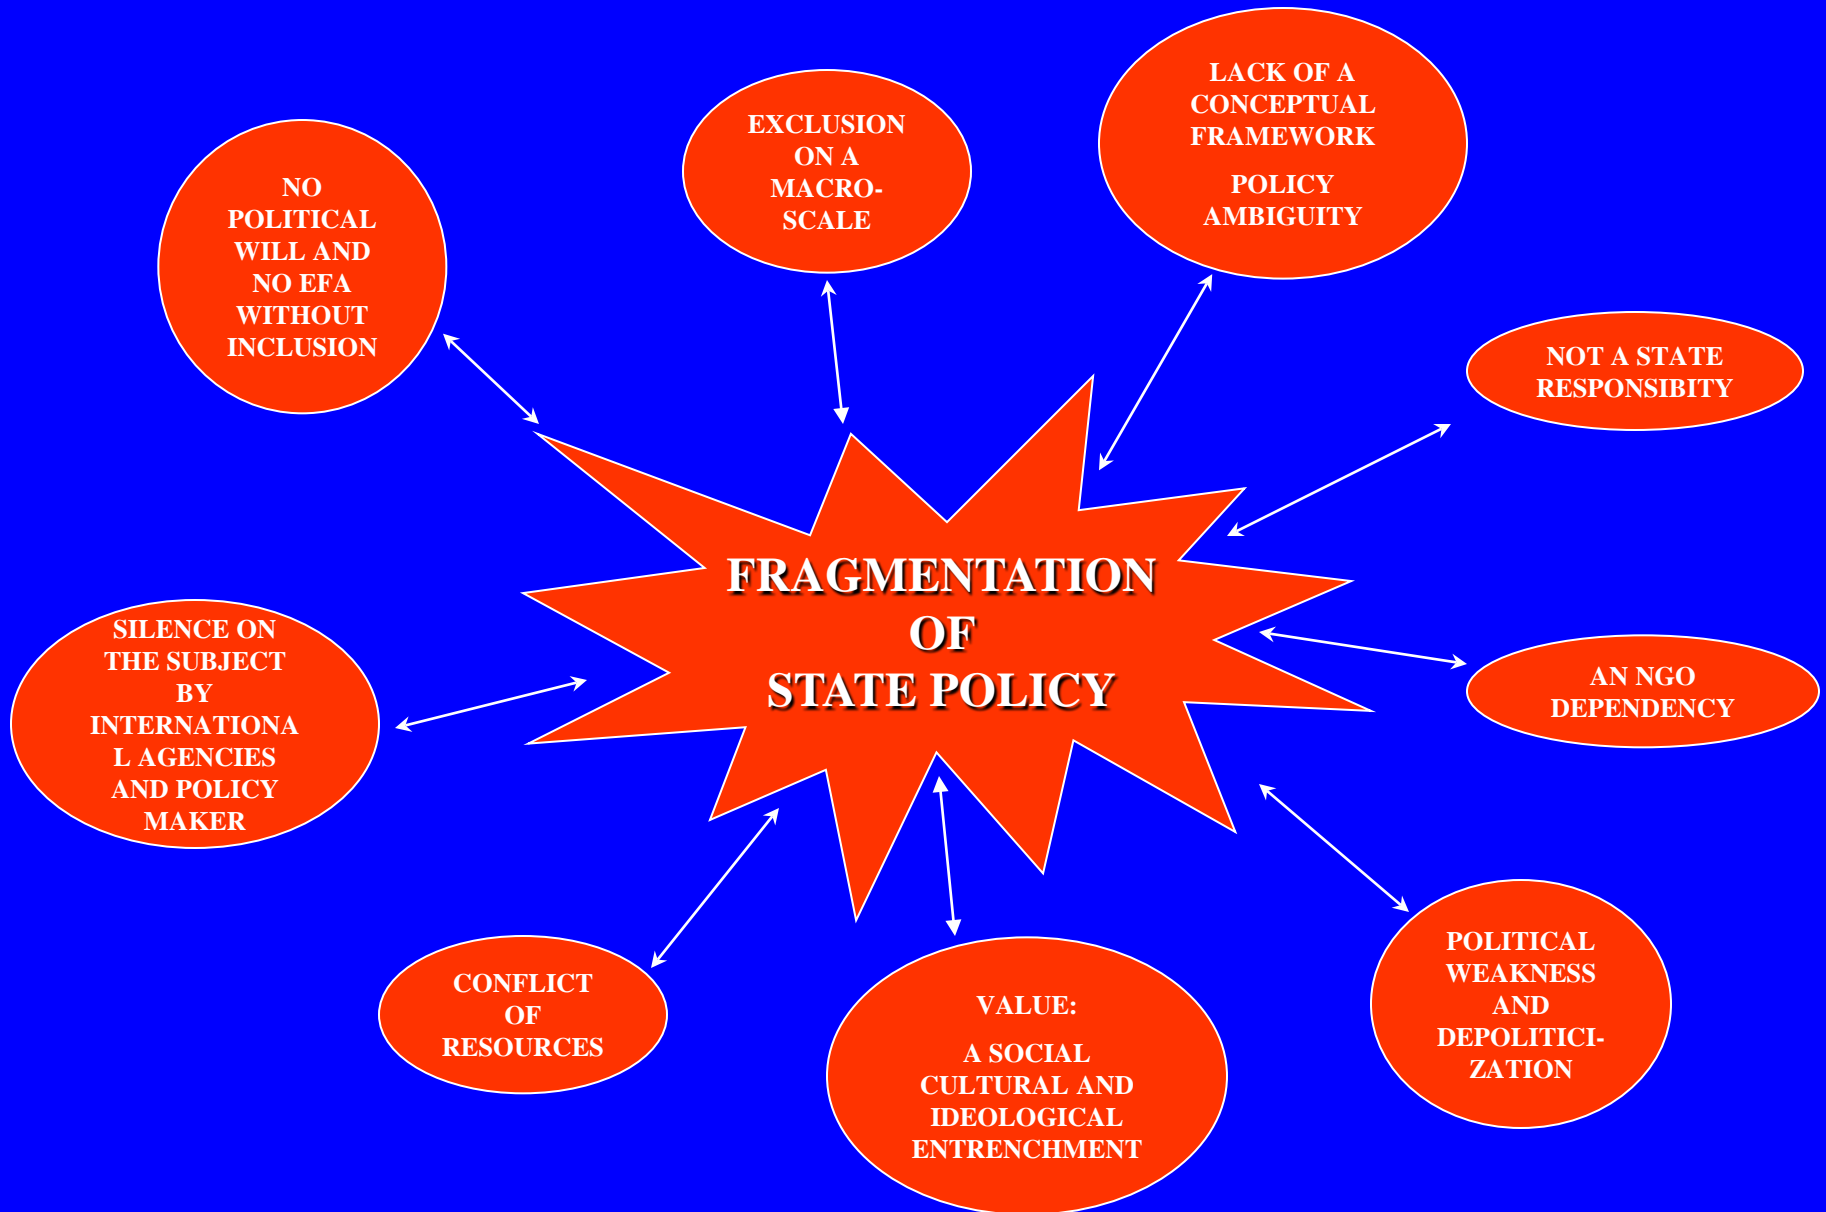 LACK OF A
CONCEPTUAL
FRAMEWORK
POLICY
AMBIGUITY
EXCLUSION
ON A
MACRO-
SCALE
NO
POLITICAL
WILL AND
NO EFA
WITHOUT
INCLUSION
NOT A STATE
RESPONSIBITY
FRAGMENTATION
OF
STATE POLICY
SILENCE ON
THE SUBJECT
BY
INTERNATIONA
L AGENCIES
AND POLICY
MAKER
AN NGO
DEPENDENCY
CONFLICT
OF
RESOURCES
VALUE:
A SOCIAL
CULTURAL AND
IDEOLOGICAL
ENTRENCHMENT
POLITICAL
WEAKNESS
AND
DEPOLITICI-
ZATION